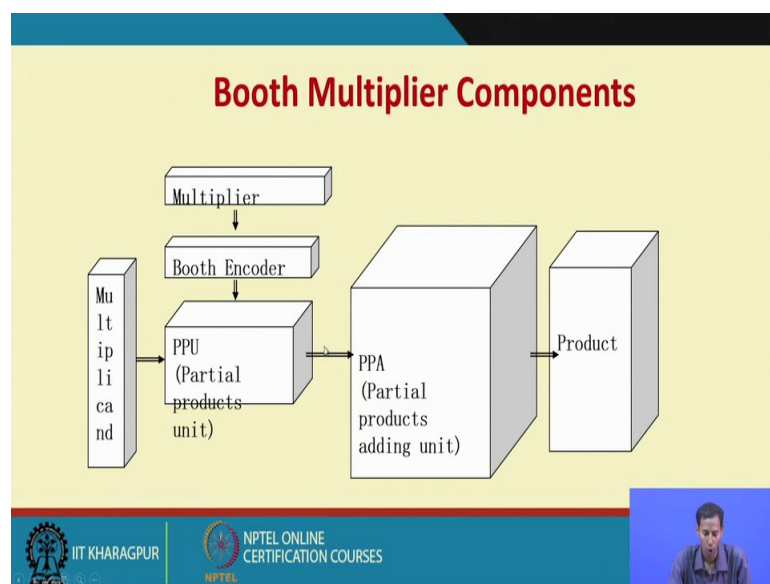 Booth Multiplier Components
Multiplier
Booth Encoder
Mu
lt
ip
li
ca
nd
PPU
(Partial
products
unit)
PPA
(Partial
products
adding unit)
Product
IIT KHARAGPUR
NPTEL
NPTEL ONLINE
CERTIFICATION COURSES